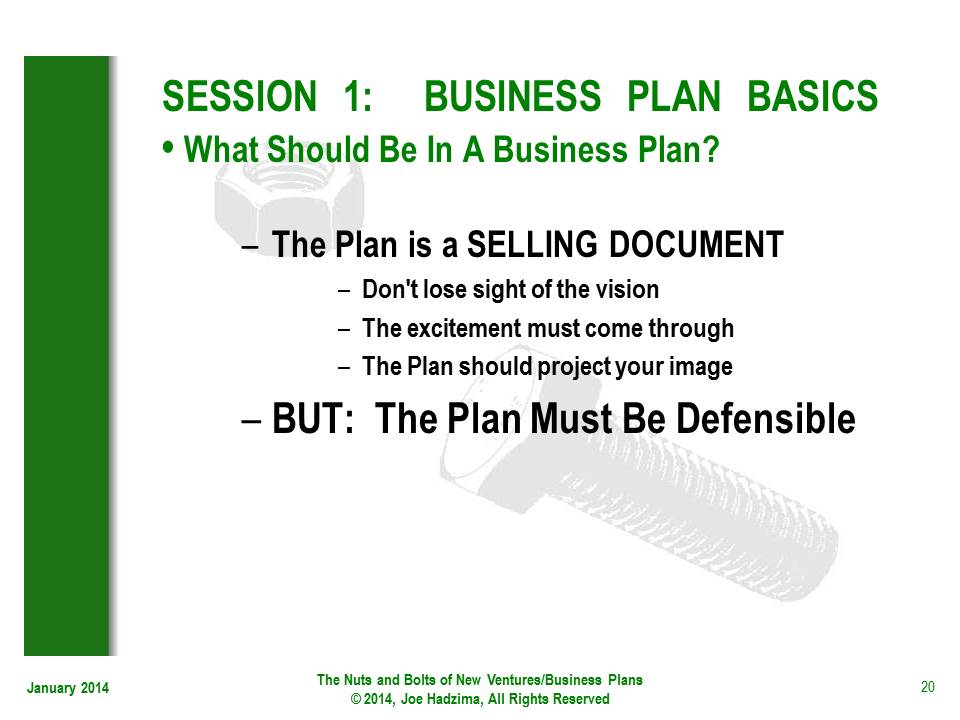 SESSION 1: BUSINESS PLAN BASICS
• What Should Be In A Business Plan?
– The Plan is a SELLING DOCUMENT
– Don't lose sight of the vision
– The excitement must come through
– The Plan should project your image
– BUT: The Plan Must Be Defensible
January 2014
The Nuts and Bolts of New Ventures/Business Plans
© 2014, Joe Hadzima, All Rights Reserved
20